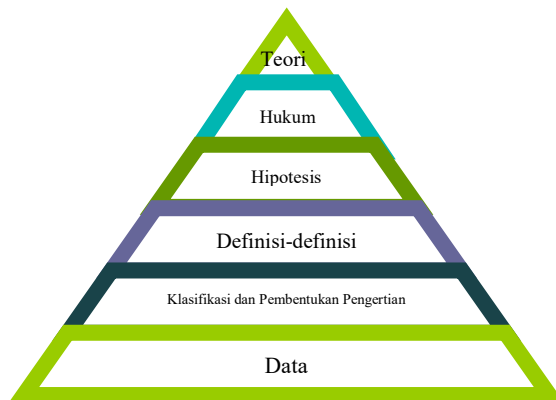 Teori
Hukum
Hipotesis
Definisi-definisi
Klasifikasi dan Pembentukan Pengertian
Data